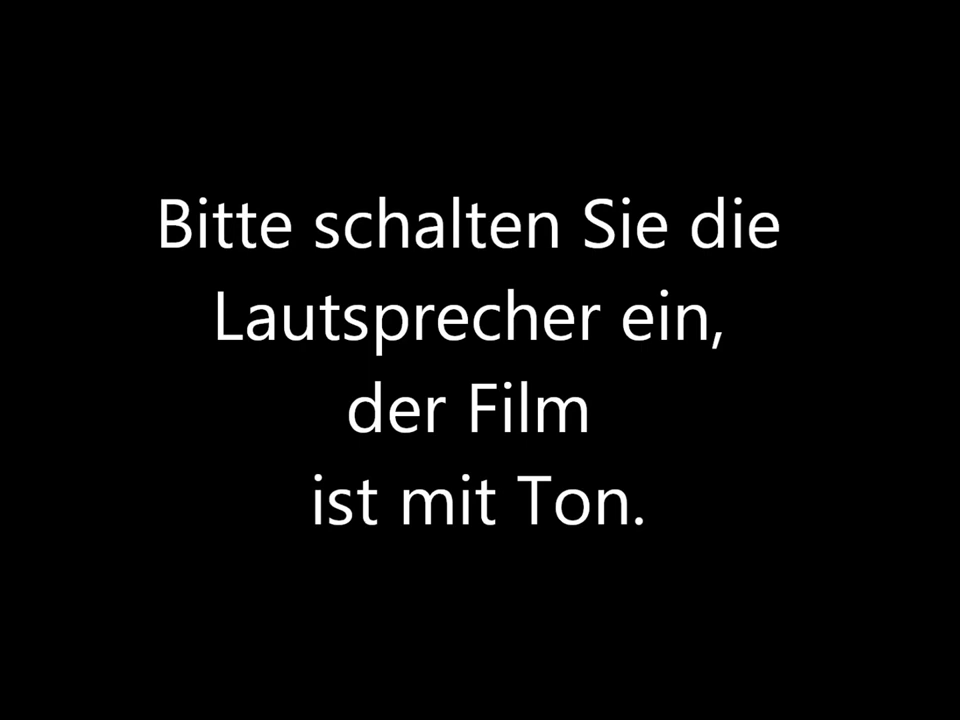 Bitte schalten Sie die
Lautsprecher ein,
der Film
ist mit Ton.